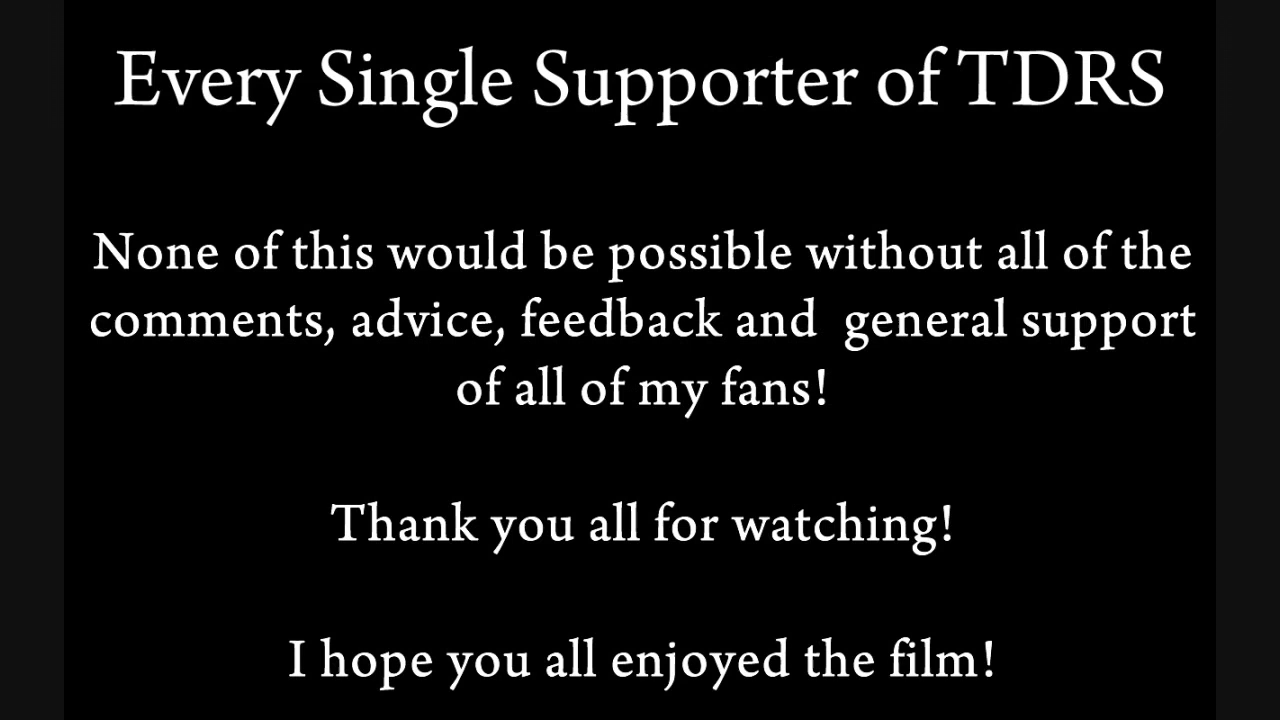 Every Single Supporter of TDRS
None of this would be possible without all of the
comments, advice, feedback and  general support
of all of my fans!
Thank you all for watching!
I hope you all enjoyed the film!